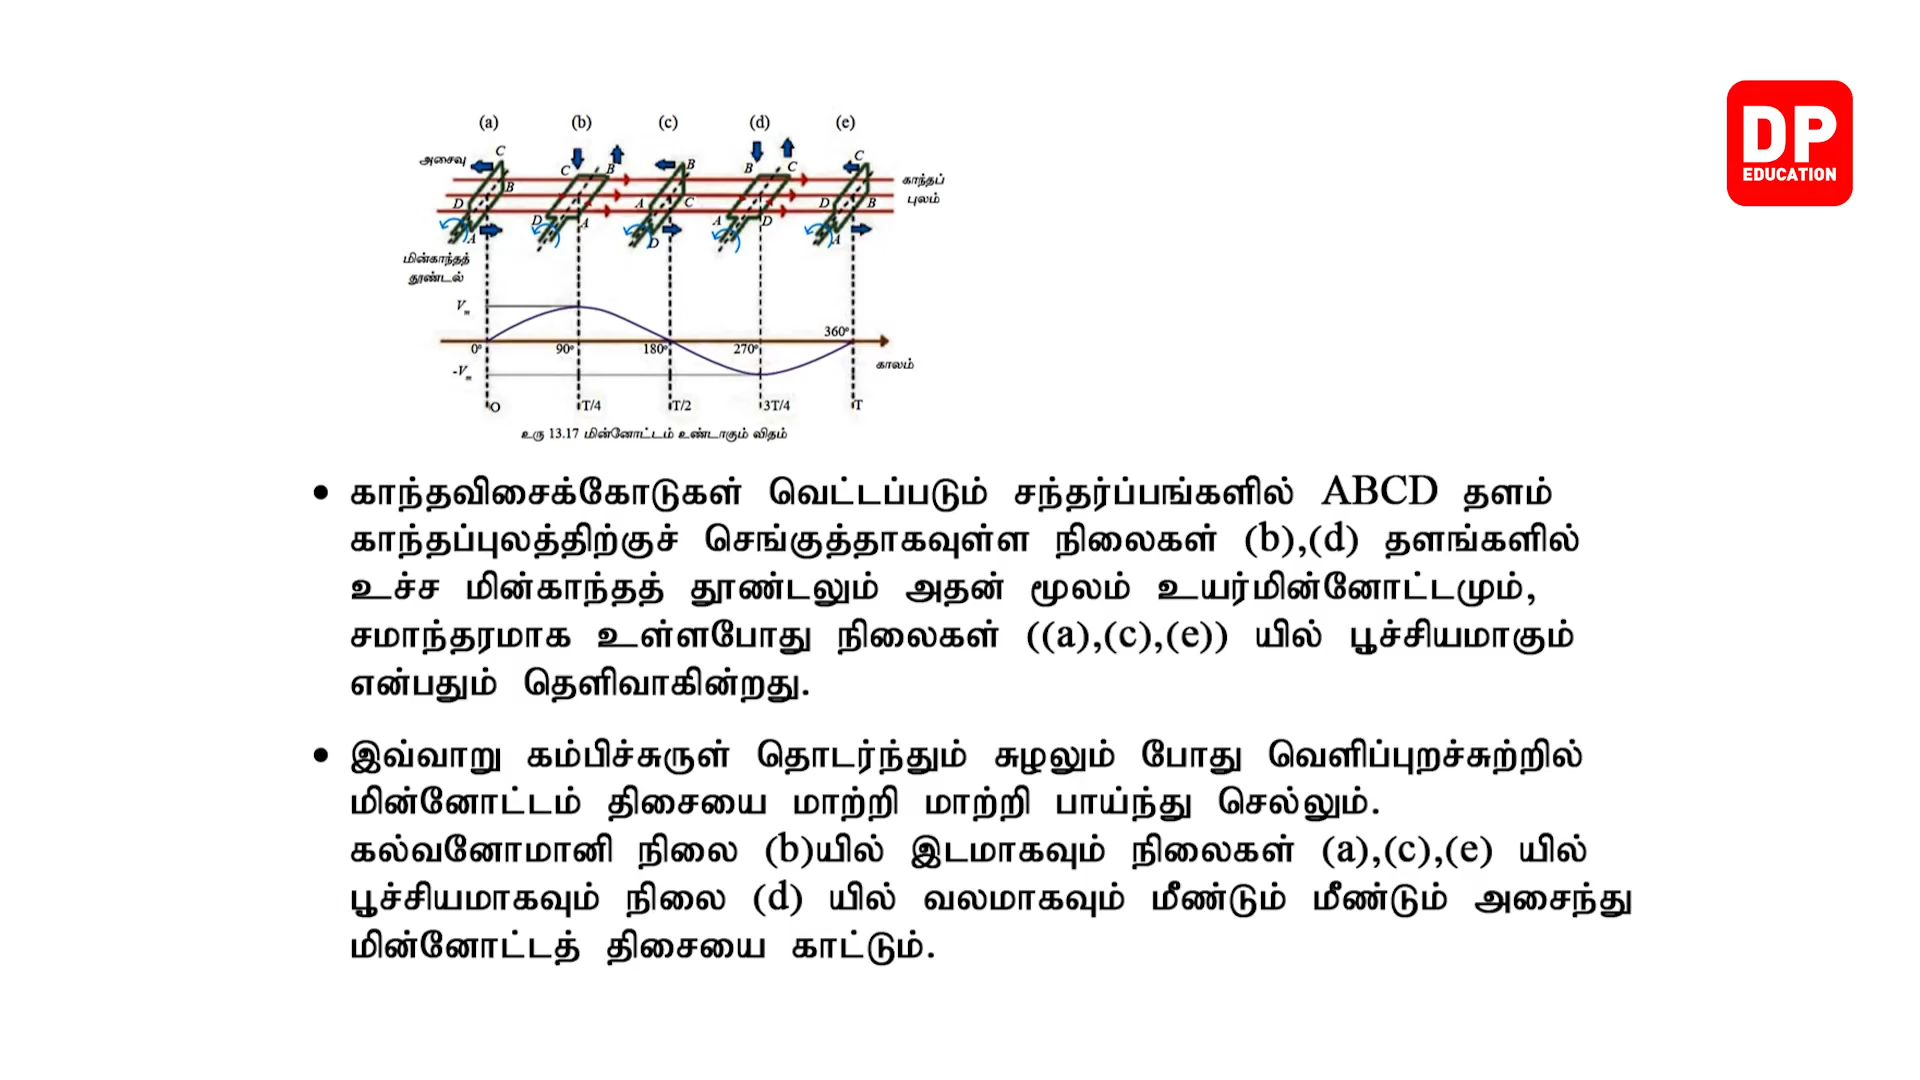 DP
EDUCATION
(a) (b) (c) (d) (e)
அசைவு
C C B B C B C
B
D A C D B
D A A D
A D A
காந்தப்
புலம்
மின்காந்தத்
தூண்டல்
Vm
0° 90° 180° 270° 360°
-Vm
காலம்
O T/4 T/2 3T/4 T
உரு 13.17 மின்னோட்டம் உண்டாகும் விதம்
• காந்தவிசைக்கோடுகள் வெட்டப்படும் சந்தர்ப்பங்களில் ABCD தளம்
காந்தப்புலத்திற்குச் செங்குத்தாகவுள்ள நிலைகள் (b),(d) தளங்களில்
உச்ச மின்காந்தத் தூண்டலும் அதன் மூலம் உயர்மின்னோட்டமும்,
சமாந்தரமாக உள்ளபோது நிலைகள் ((a),(c),(e)) யில் பூச்சியமாகும்
என்பதும் தெளிவாகின்றது.
• இவ்வாறு கம்பிச்சுருள் தொடர்ந்தும் சுழலும் போது வெளிப்புறச்சுற்றில்
மின்னோட்டம் திசையை மாற்றி மாற்றி பாய்ந்து செல்லும்.
கல்வனோமானி நிலை (b)யில் இடமாகவும் நிலைகள் (a),(c),(e) யில்
பூச்சியமாகவும் நிலை (d) யில் வலமாகவும் மீண்டும் மீண்டும் அசைந்து
மின்னோட்டத் திசையை காட்டும்.